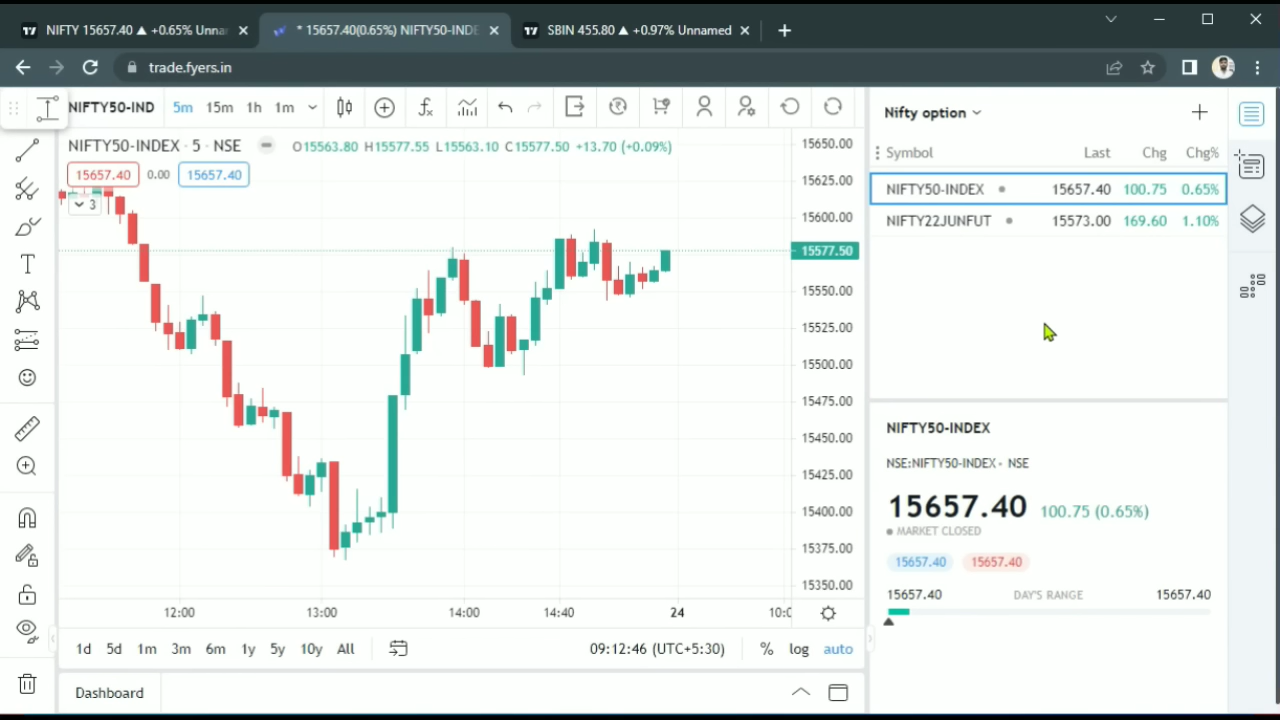 NIFTY 15657.40 ▲ +0.65% Unna
* 15657.40(0.65%) NIFTY50-INDE
SBIN 455.80 ▲ +0.97% Unnamed
trade.fyers.in
NIFTY50-IND 5m 15m 1h 1m
NIFTY50-INDEX · 5 · NSE O15563.80 H15577.55 L15563.10 C15577.50 +13.70 (+0.09%)
15657.40 0.00 15657.40
3
15650.00
15625.00
15600.00
15577.50
15550.00
15525.00
15500.00
15475.00
15450.00
15425.00
15400.00
15375.00
15350.00
12:00 13:00 14:00 14:40 24 10:0
1d 5d 1m 3m 6m 1y 5y 10y All 09:12:46 (UTC+5:30) % log auto
Dashboard
Nifty option
Symbol Last Chg Chg%
NIFTY50-INDEX 15657.40 100.75 0.65%
NIFTY22JUNFUT 15573.00 169.60 1.10%
NIFTY50-INDEX
NSE:NIFTY50-INDEX • NSE
15657.40 100.75 (0.65%)
MARKET CLOSED
15657.40 15657.40
15657.40 DAY'S RANGE 15657.40